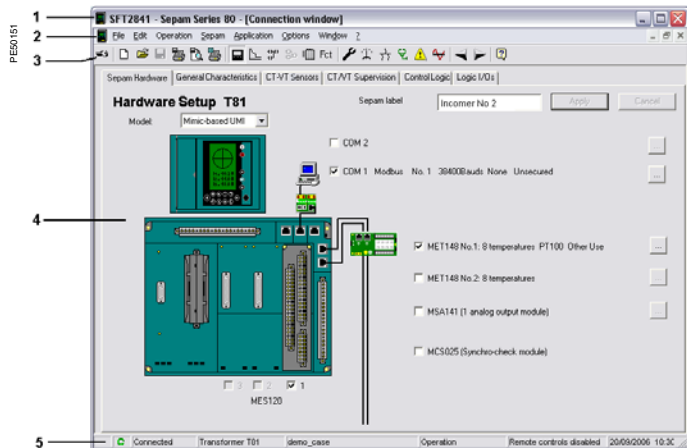 PE50151
1 SFT2841 - Sepam Series 80 - [Connection window]
2 File Edit Operation Sepam Application Options Window ?
3 Fct
Sepam Hardware General Characteristics CT-VT Sensors CT/VT Supervision Control Logic Logic I/Os
Hardware Setup T81 Sepam label Incomer No 2 Apply Cancel
Model: Mimic-based UMI
COM 2
COM 1 Modbus No. 1 38400Bauds None Unsecured
4
MET148 No.1: 8 temperatures PT100 Other Use
MET148 No.2: 8 temperatures
MSA141 (1 analog output module)
MCS025 (Synchro-check module)
3 2 1
MES120
5 Connected Transformer T81 demo_case Operation Remote controls disabled 20/09/2006 10:30